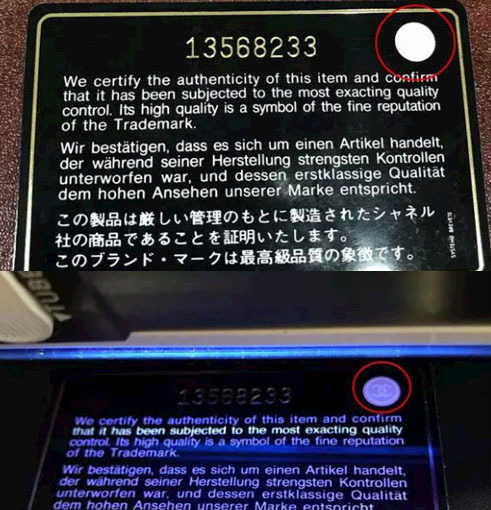 13568233
We certify the authenticity of this item and confirm
that it has been subjected to the most exacting quality
control. Its high quality is a symbol of the fine reputation
of the Trademark.
Wir bestätigen, dass es sich um einen Artikel handelt,
der während seiner Herstellung strengsten Kontrollen
unterworfen war, und dessen erstklassige Qualität
dem hohen Ansehen unserer Marke entspricht.
この製品は厳しい管理のもとに製造されたシャネル
社の商品であることを証明いたします。
このブランド・マークは最高級品質の象徴です。
SYSTEME BREVETE
13568233
We certify the authenticity of this item and confirm
that it has been subjected to the most exacting quality
control. Its high quality is a symbol of the fine reputation
of the Trademark.
Wir bestätigen, dass es sich um einen Artikel handelt,
der während seiner Herstellung strengsten Kontrollen
unterworfen war, und dessen erstklassige Qualität
dem hohen Ansehen unserer Marke entspricht.